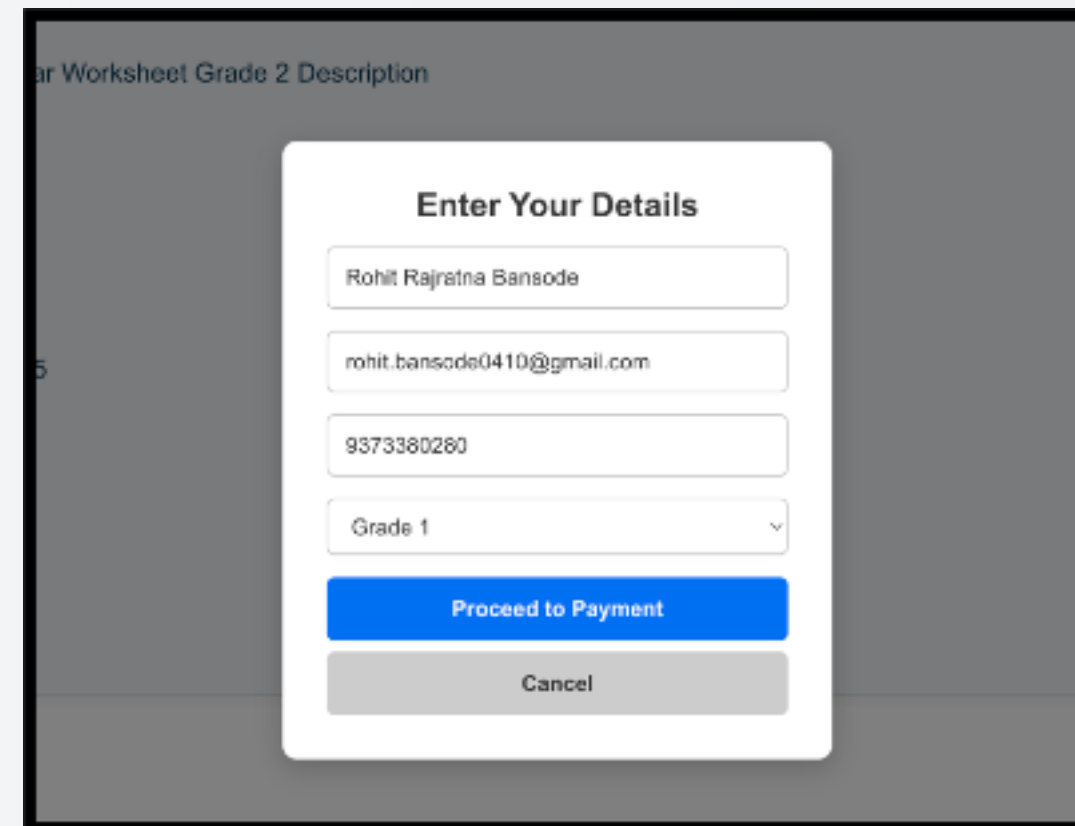 ar Worksheet Grade 2 Description
Enter Your Details
Rohit Rajratna Bansode
rohit.bansode0410@gmail.com
5
9373380280
Grade 1
Proceed to Payment
Cancel